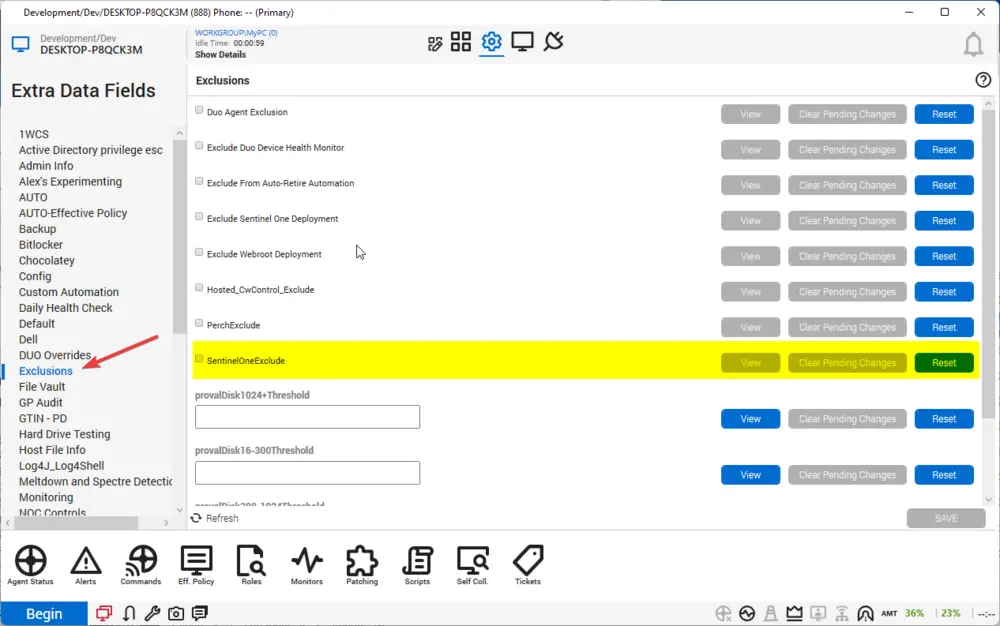 Development/Dev/DESKTOP-P8QCK3M (888) Phone: -- (Primary)
Development/Dev
DESKTOP-P8QCK3M
WORKGROUP\MyPC (0)
Idle Time: 00:00:59
Show Details
Extra Data Fields
1WCS
Active Directory privilege esc
Admin Info
Alex's Experimenting
AUTO
AUTO-Effective Policy
Backup
Bitlocker
Chocolatey
Config
Custom Automation
Daily Health Check
Default
Dell
DUO Overrides
Exclusions
File Vault
GP Audit
GTIN - PD
Hard Drive Testing
Host File Info
Log4J_Log4Shell
Meltdown and Spectre Detectic
Monitoring
NOC Controls
Exclusions
Duo Agent Exclusion View Clear Pending Changes Reset
Exclude Duo Device Health Monitor View Clear Pending Changes Reset
Exclude From Auto-Retire Automation View Clear Pending Changes Reset
Exclude Sentinel One Deployment View Clear Pending Changes Reset
Exclude Webroot Deployment View Clear Pending Changes Reset
Hosted_CwControl_Exclude View Clear Pending Changes Reset
PerchExclude View Clear Pending Changes Reset
SentinelOneExclude View Clear Pending Changes Reset
provalDisk1024+Threshold
View Clear Pending Changes Reset
provalDisk16-300Threshold
View Clear Pending Changes Reset
provalDisk300-1024Threshold
Refresh SAVE
Agent Status Alerts Commands Eff. Policy Roles Monitors Patching Scripts Self Coll. Tickets
Begin AMT 36% 23% --:--